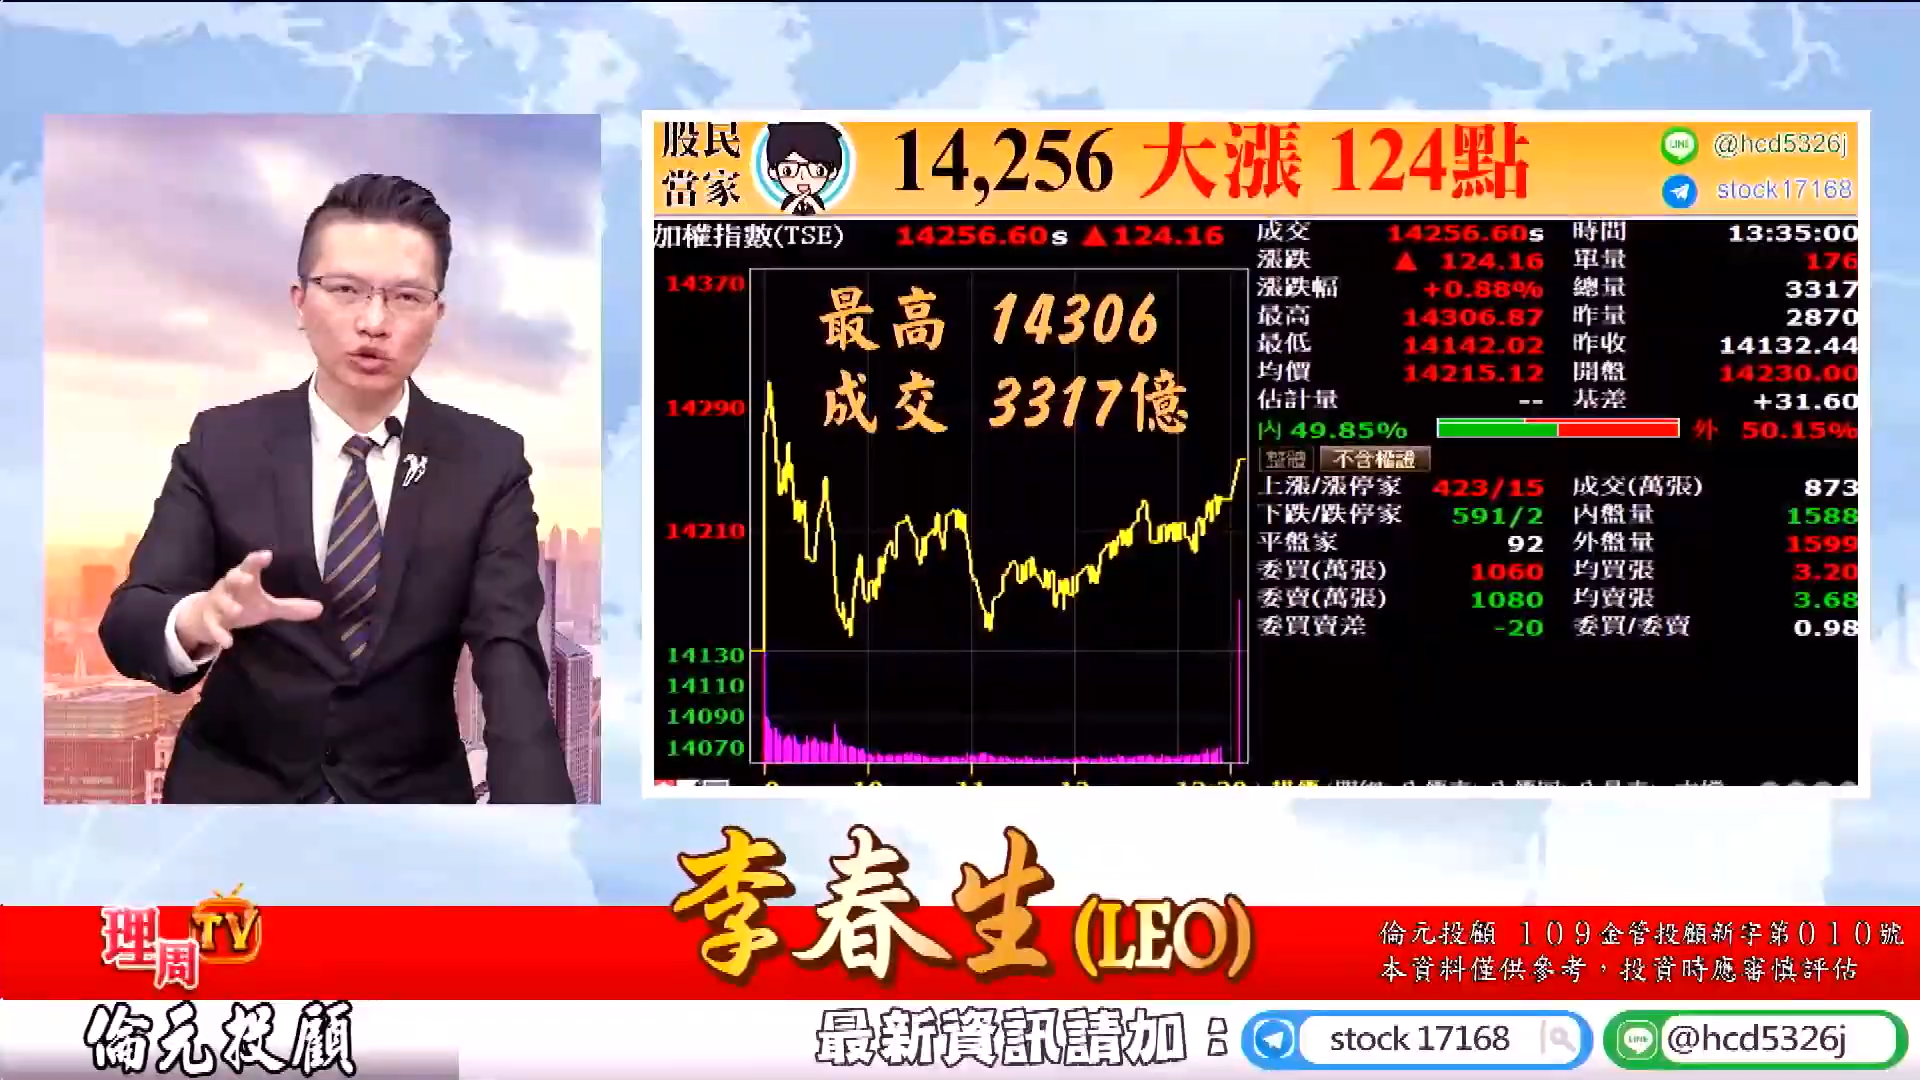 股民
當家
14,256 大漲 124點
@hcd5326j
stock17168
加權指數(TSE) 14256.60s ▲124.16
14370
14290
14210
14130
14110
14090
14070
最高 14306
成交 3317億
成交 14256.60s 時間 13:35:00
漲跌 ▲ 124.16 單量 176
漲跌幅 +0.88% 總量 3317
最高 14306.87 昨量 2870
最低 14142.02 昨收 14132.44
均價 14215.12 開盤 14230.00
估計量 -- 基差 +31.60
內 49.85% 外 50.15%
整體 不含權證
上漲/漲停家 423/15 成交(萬張) 873
下跌/跌停家 591/2 內盤量 1588
平盤家 92 外盤量 1599
委買(萬張) 1060 均買張 3.20
委賣(萬張) 1080 均賣張 3.68
委買賣差 -20 委買/委賣 0.98
李春生(LEO)
理周TV
倫元投顧 109金管投顧新字第010號
本資料僅供參考，投資時應審慎評估
倫元投顧
最新資訊請加： stock17168 LINE @hcd5326j